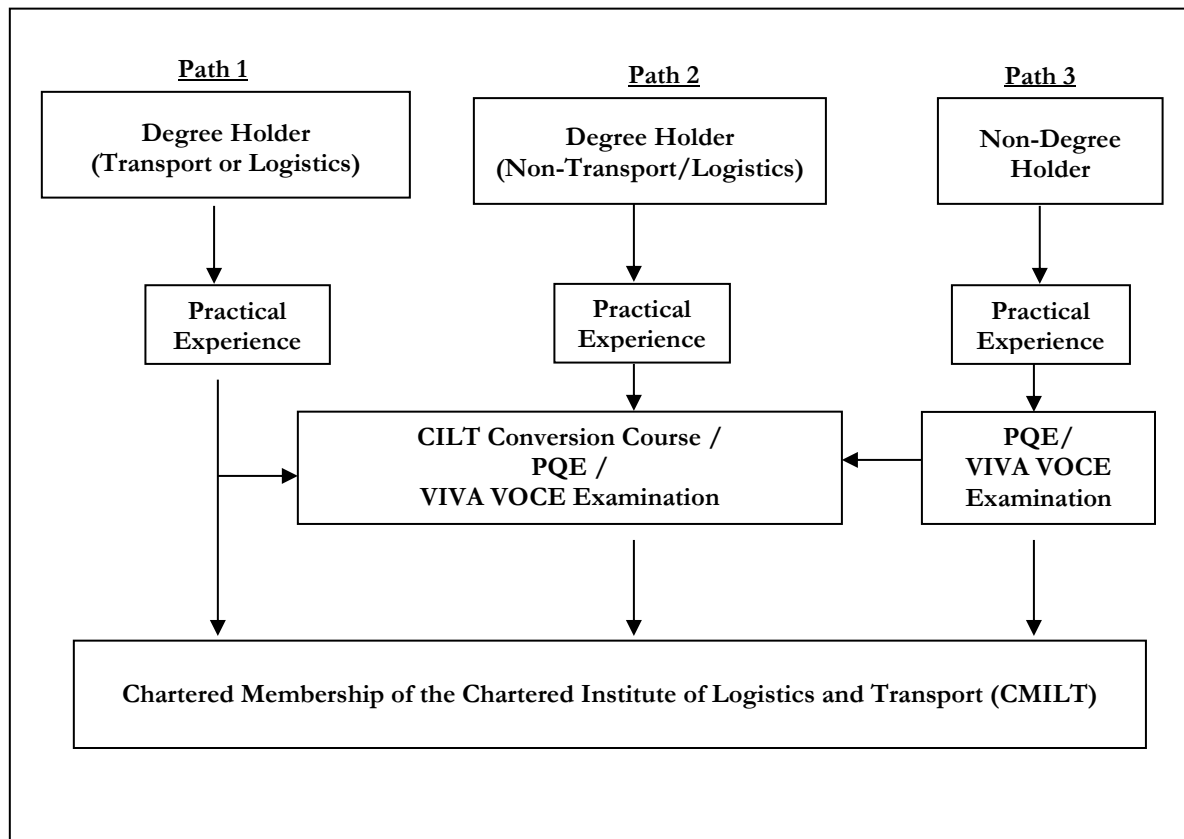 Path 1
Degree Holder
(Transport or Logistics)
Practical
Experience
Path 2
Degree Holder
(Non-Transport/Logistics)
Practical
Experience
CILT Conversion Course /
PQE /
VIVA VOCE Examination
Path 3
Non-Degree
Holder
Practical
Experience
PQE/
VIVA VOCE
Examination
Chartered Membership of the Chartered Institute of Logistics and Transport (CMILT)